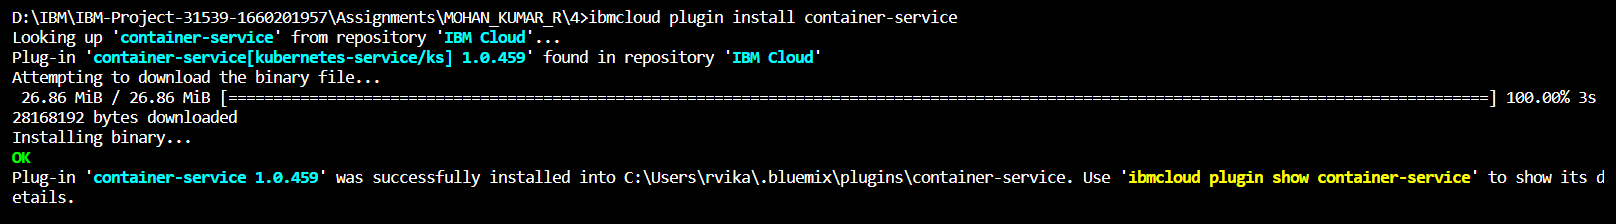 D:\IBM\IBM-Project-31539-1660201957\Assignments\MOHAN_KUMAR_R\4>ibmcloud plugin install container-service
Looking up 'container-service' from repository 'IBM Cloud'...
Plug-in 'container-service[kubernetes-service/ks] 1.0.459' found in repository 'IBM Cloud'
Attempting to download the binary file...
 26.86 MiB / 26.86 MiB [============================================================================================================================================] 100.00% 3s
28168192 bytes downloaded
Installing binary...
OK
Plug-in 'container-service 1.0.459' was successfully installed into C:\Users\rvika\.bluemix\plugins\container-service. Use 'ibmcloud plugin show container-service' to show its d
etails.